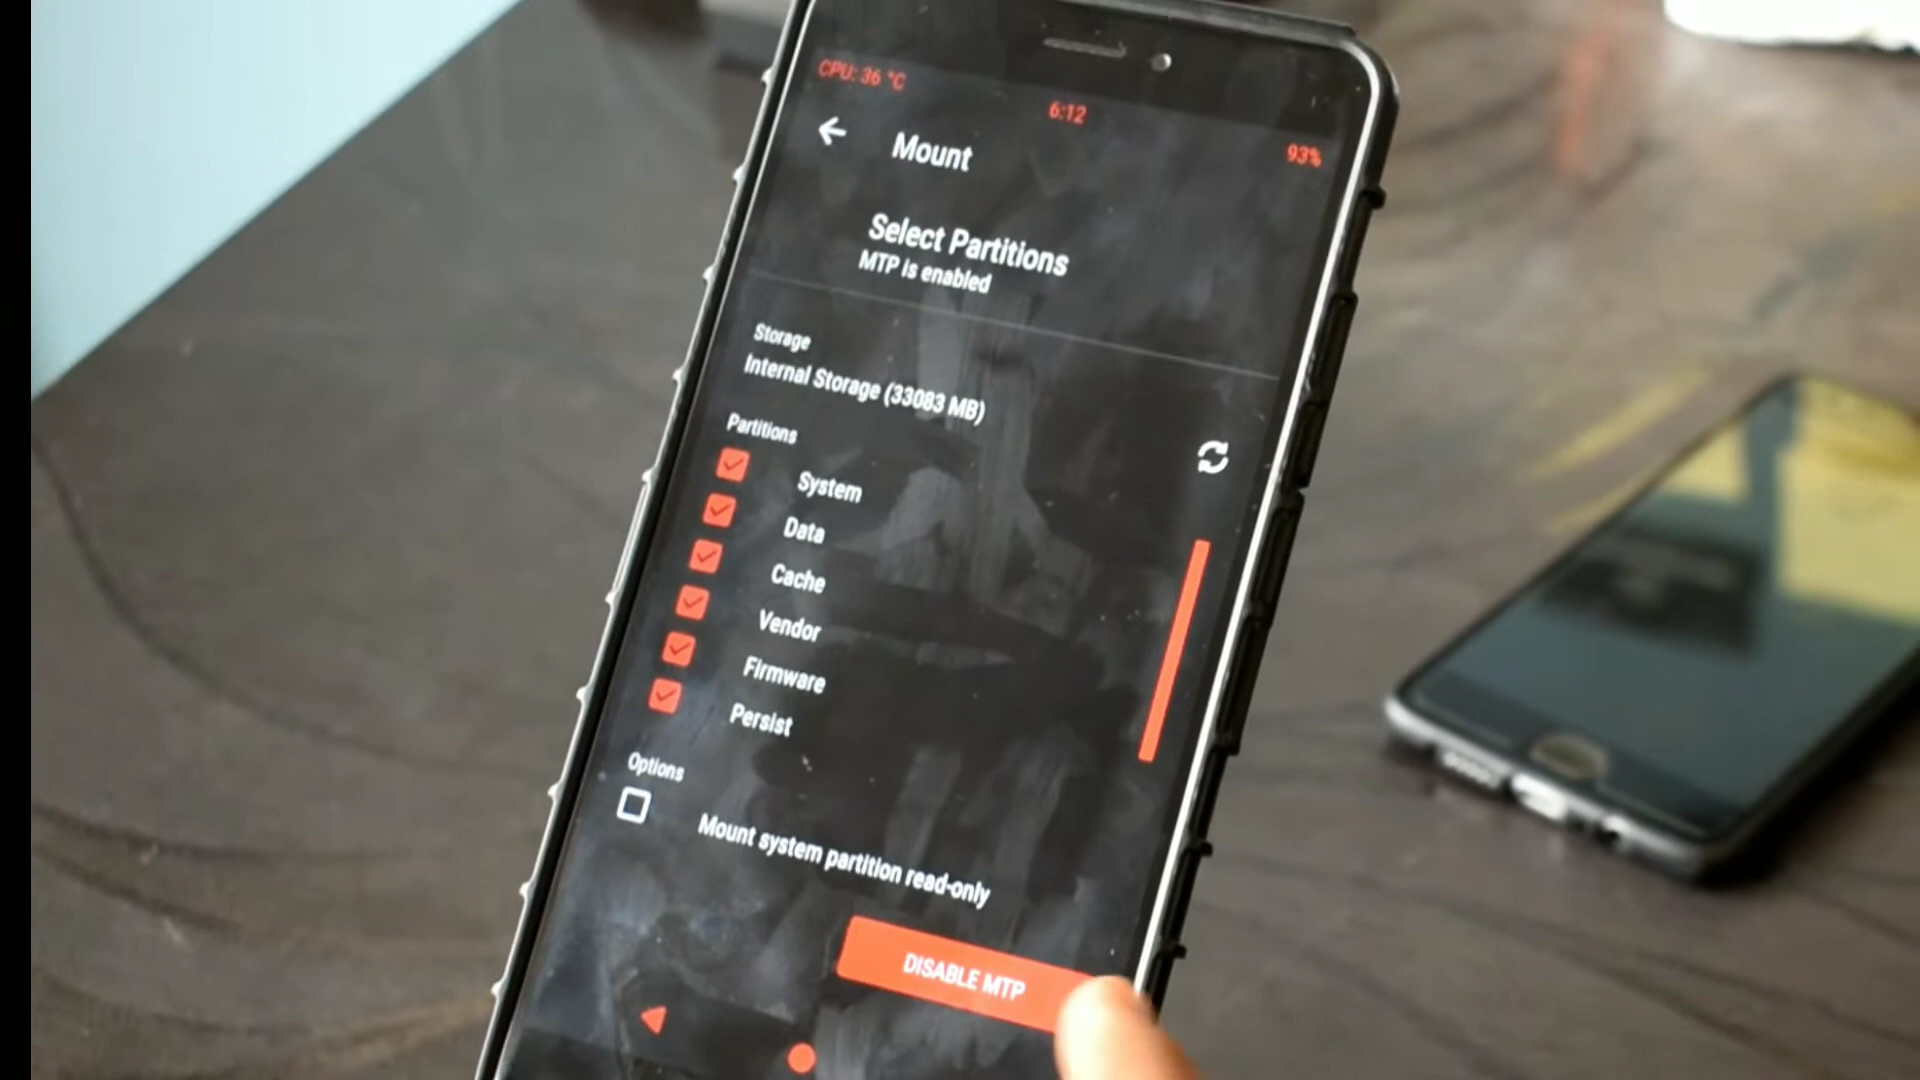 CPU: 36 °C
6:12
93%
Mount
Select Partitions
MTP is enabled
Storage
Internal Storage (33083 MB)
Partitions
System
Data
Cache
Vendor
Firmware
Persist
Options
Mount system partition read-only
DISABLE MTP